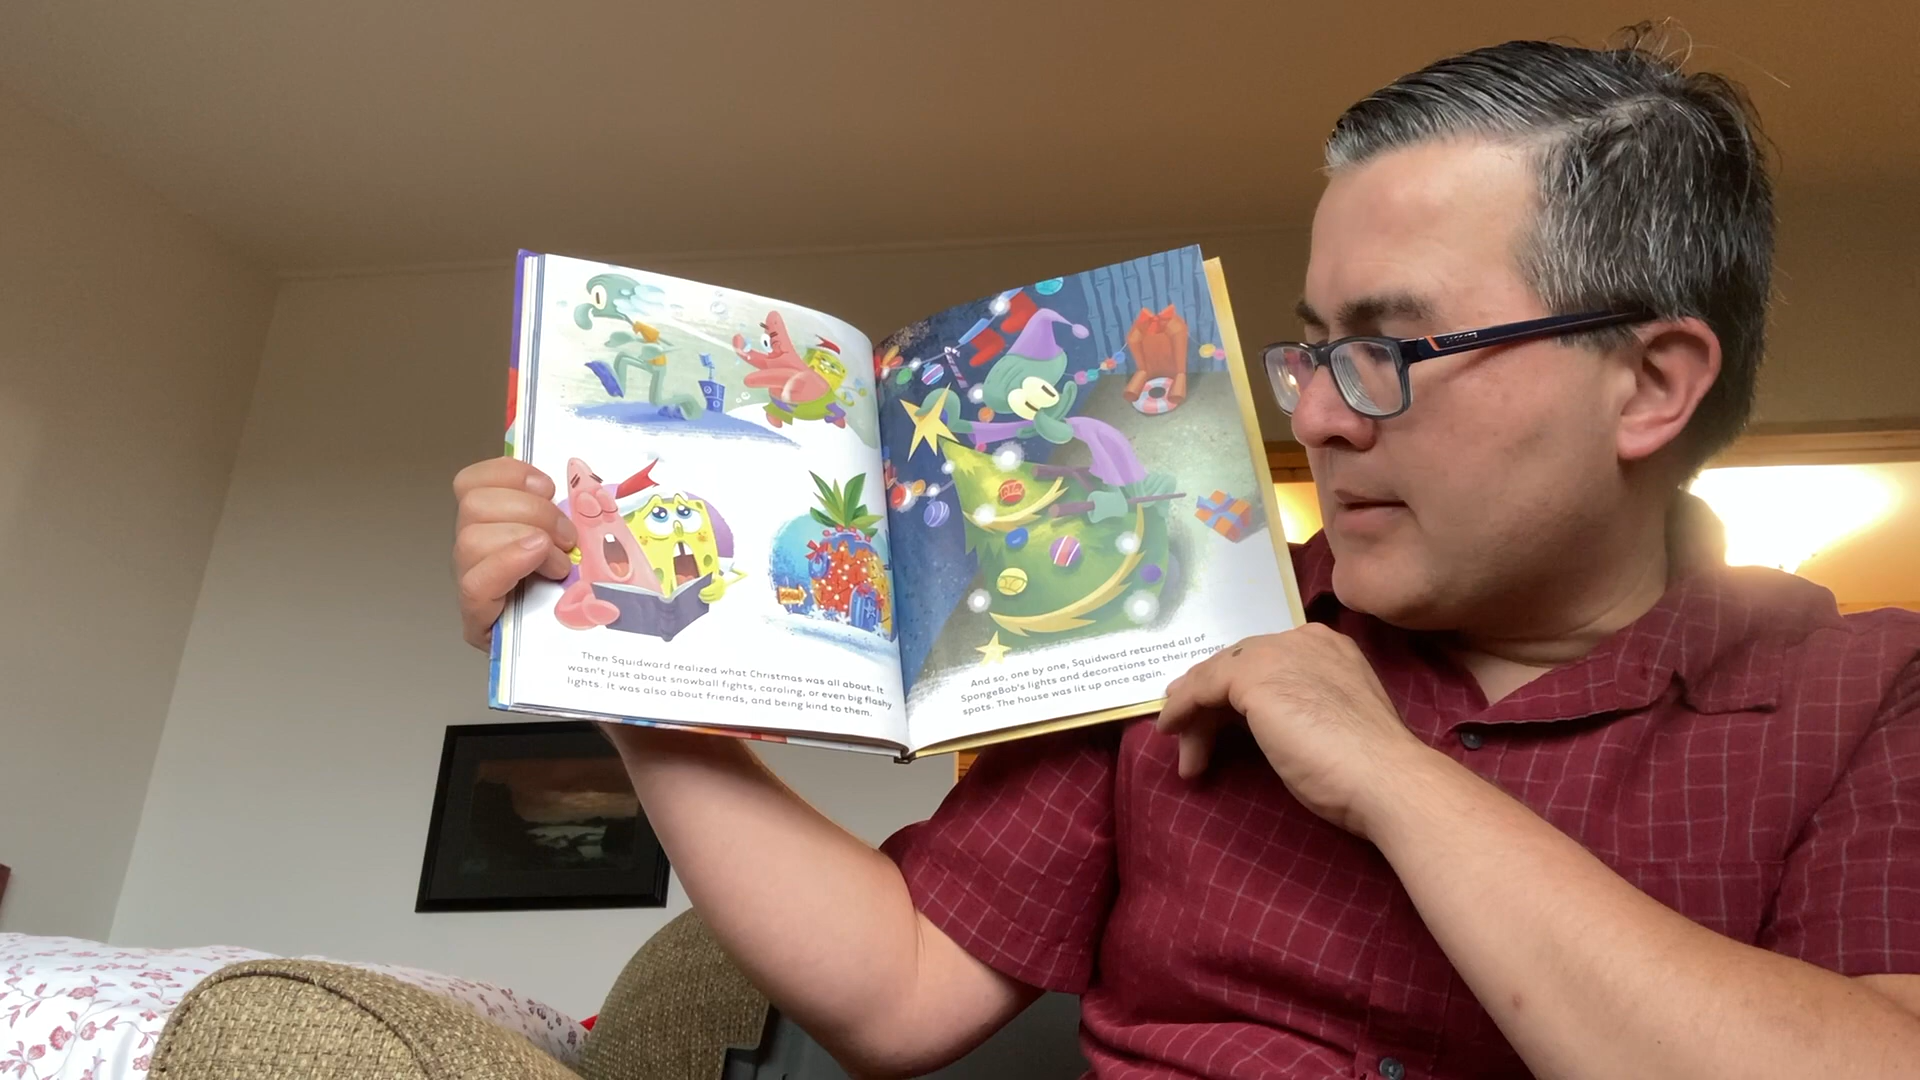 Then Squidward realized what Christmas was all about. It
wasn't just about snowball fights, caroling, or even big flashy
lights. It was also about friends, and being kind to them.
And so, one by one, Squidward returned all of
SpongeBob's lights and decorations to their proper
spots. The house was lit up once again.